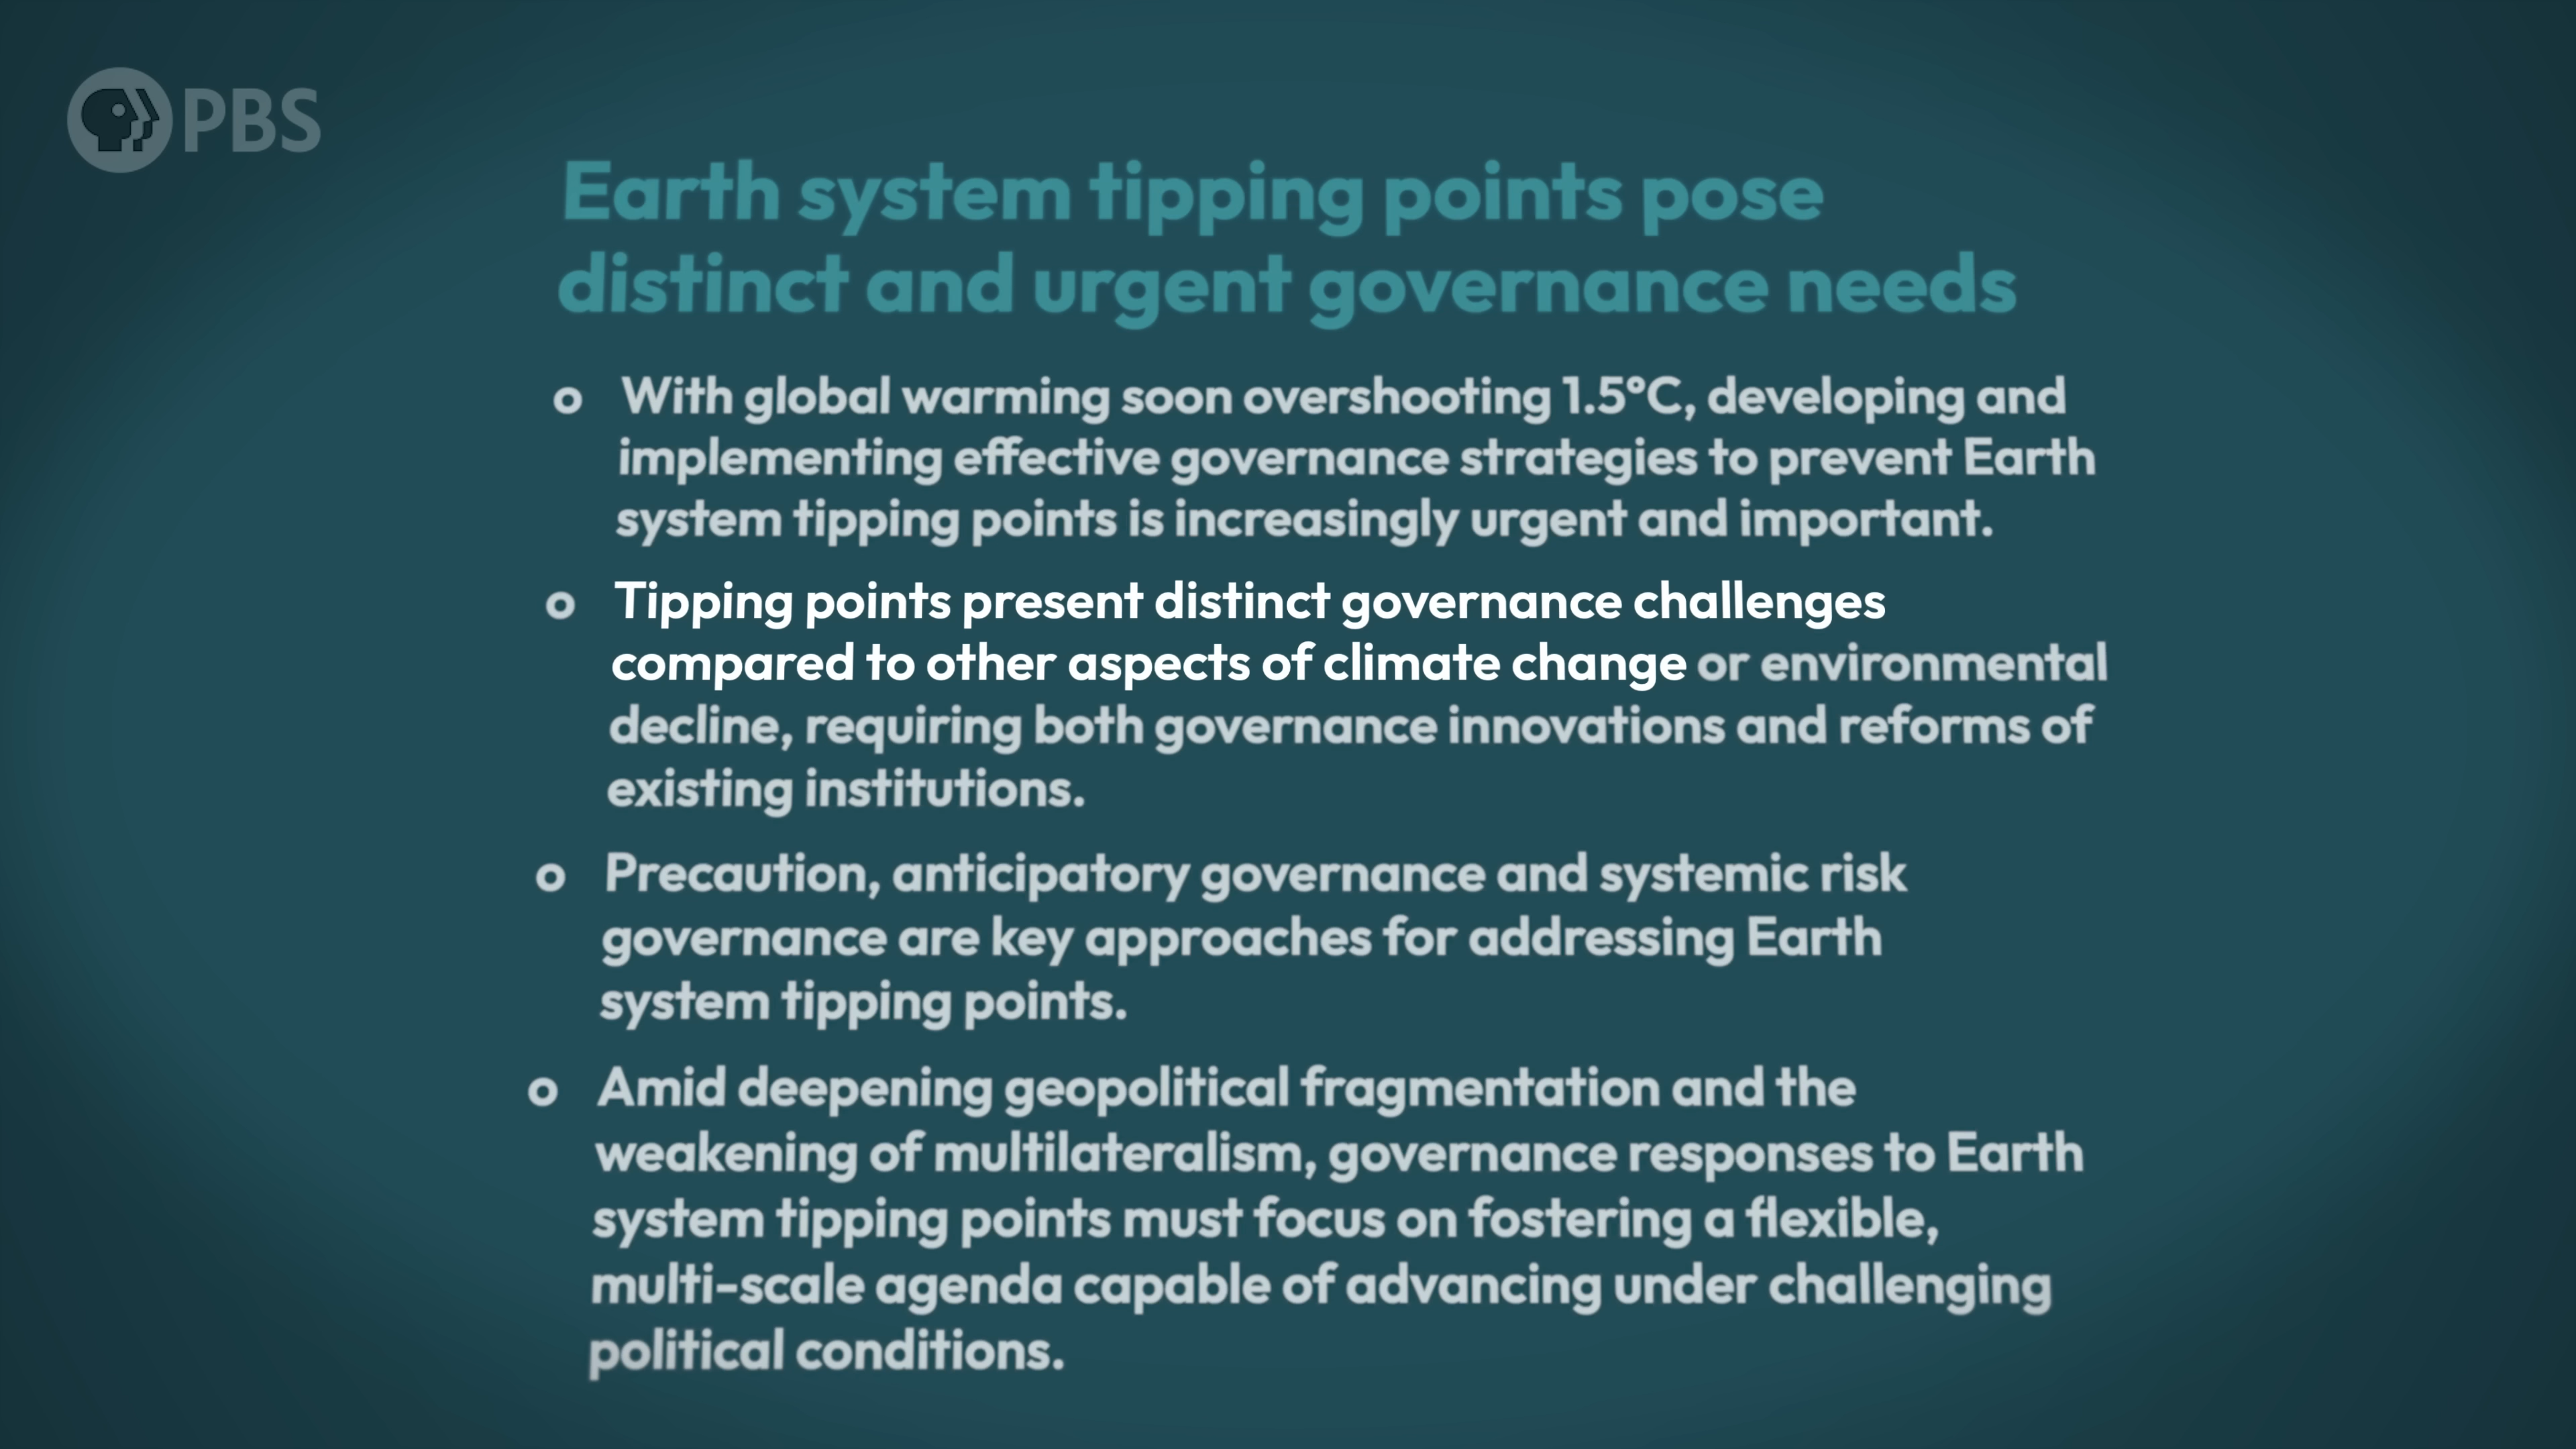 PBS
Earth system tipping points pose
distinct and urgent governance needs
o With global warming soon overshooting 1.5°C, developing and
implementing effective governance strategies to prevent Earth
system tipping points is increasingly urgent and important.
o Tipping points present distinct governance challenges
compared to other aspects of climate change or environmental
decline, requiring both governance innovations and reforms of
existing institutions.
o Precaution, anticipatory governance and systemic risk
governance are key approaches for addressing Earth
system tipping points.
o Amid deepening geopolitical fragmentation and the
weakening of multilateralism, governance responses to Earth
system tipping points must focus on fostering a flexible,
multi-scale agenda capable of advancing under challenging
political conditions.